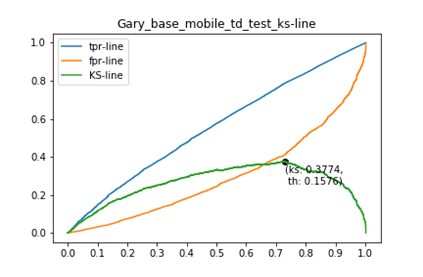 Gary_base_mobile_td_test_ks-line
tpr-line
fpr-line
KS-line
(ks: 0.3774,
th: 0.1576)
1.0
0.8
0.6
0.4
0.2
0.0
0.0 0.1 0.2 0.3 0.4 0.5 0.6 0.7 0.8 0.9 1.0